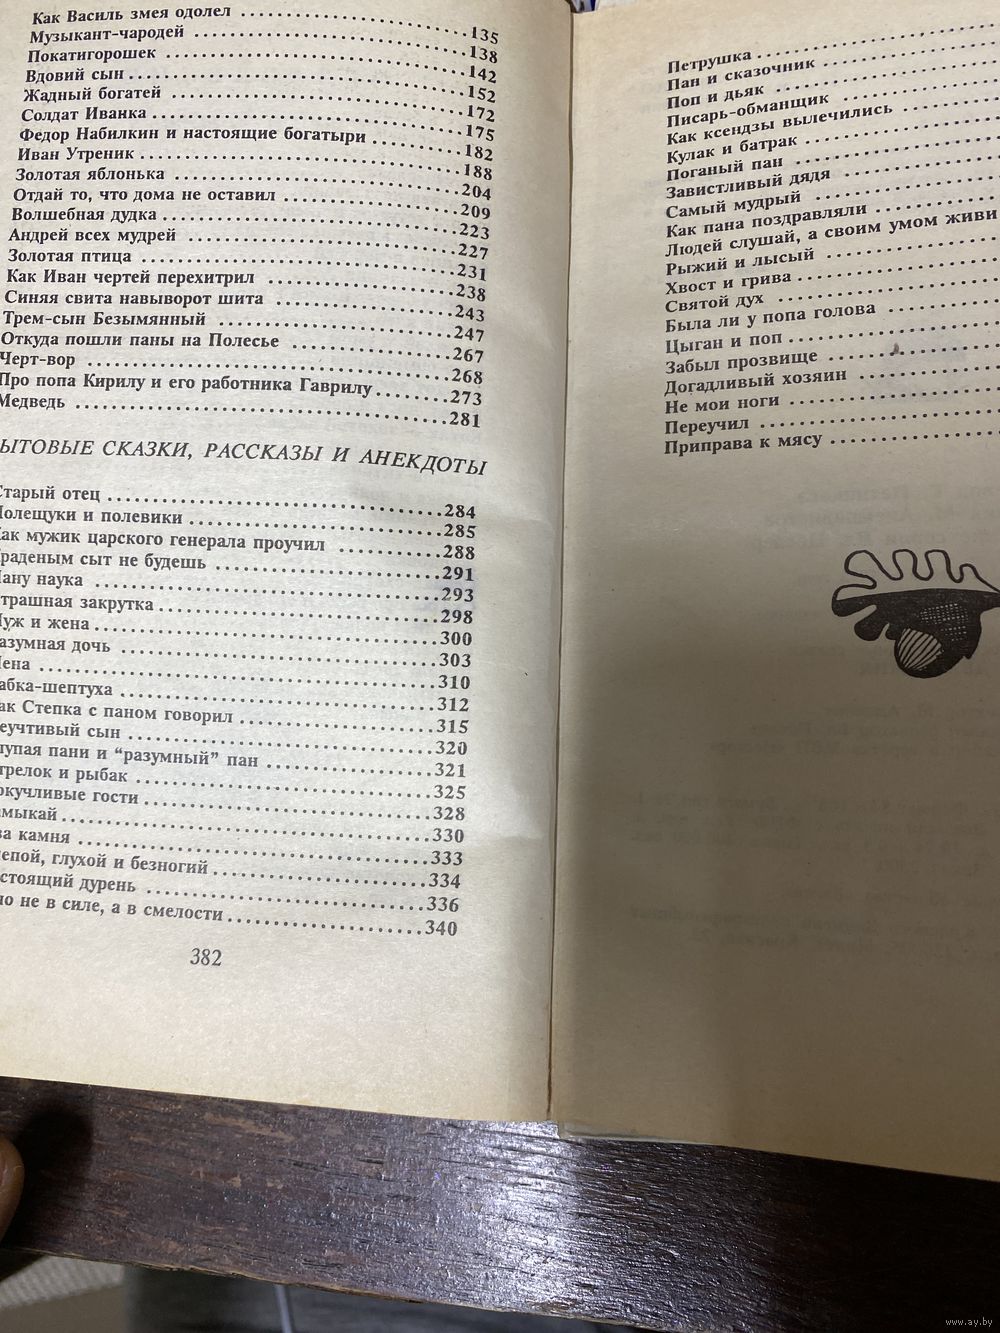 Как Василь змея одолел ........ 135
Музыкант-чародей ........ 138
Покатигорошек ........ 142
Вдовий сын ........ 152
Жадный богатей ........ 172
Солдат Иванка ........ 175
Федор Набилкин и настоящие богатыри ........ 182
Иван Утреник ........ 188
Золотая яблонька ........ 204
Отдай то, что дома не оставил ........ 209
Волшебная дудка ........ 223
Андрей всех мудрей ........ 227
Золотая птица ........ 231
Как Иван чертей перехитрил ........ 238
Синяя свита навыворот шита ........ 243
Трем-сын Безымянный ........ 247
Откуда пошли паны на Полесье ........ 267
Черт-вор ........ 268
Про попа Кирилу и его работника Гаврилу ........ 273
Медведь ........ 281
ЫТОВЫЕ СКАЗКИ, РАССКАЗЫ И АНЕКДОТЫ
Старый отец ........ 284
Полещуки и полевики ........ 285
Как мужик царского генерала проучил ........ 288
раденым сыт не будешь ........ 291
Пану наука ........ 293
трашная закрутка ........ 298
уж и жена ........ 300
азумная дочь ........ 303
ена ........ 310
абка-шептуха ........ 312
ак Степка с паном говорил ........ 315
еучтивый сын ........ 320
лупая пани и “разумный” пан ........ 321
трелок и рыбак ........ 325
окучливые гости ........ 328
мыкай ........ 330
ва камня ........ 333
епой, глухой и безногий ........ 334
стоящий дурень ........ 336
ло не в силе, а в смелости ........ 340
382
Петрушка ........
Пан и сказочник ........
Поп и дьяк ........
Писарь-обманщик ........
Как ксендзы вылечились ........
Кулак и батрак ........
Поганый пан ........
Завистливый дядя ........
Самый мудрый ........
Как пана поздравляли ........
Людей слушай, а своим умом живи
Рыжий и лысый ........
Хвост и грива ........
Святой дух ........
Была ли у попа голова ........
Цыган и поп ........
Забыл прозвище ........
Догадливый хозяин ........
Не мои ноги ........
Переучил ........
Приправа к мясу ........
www.ay.by